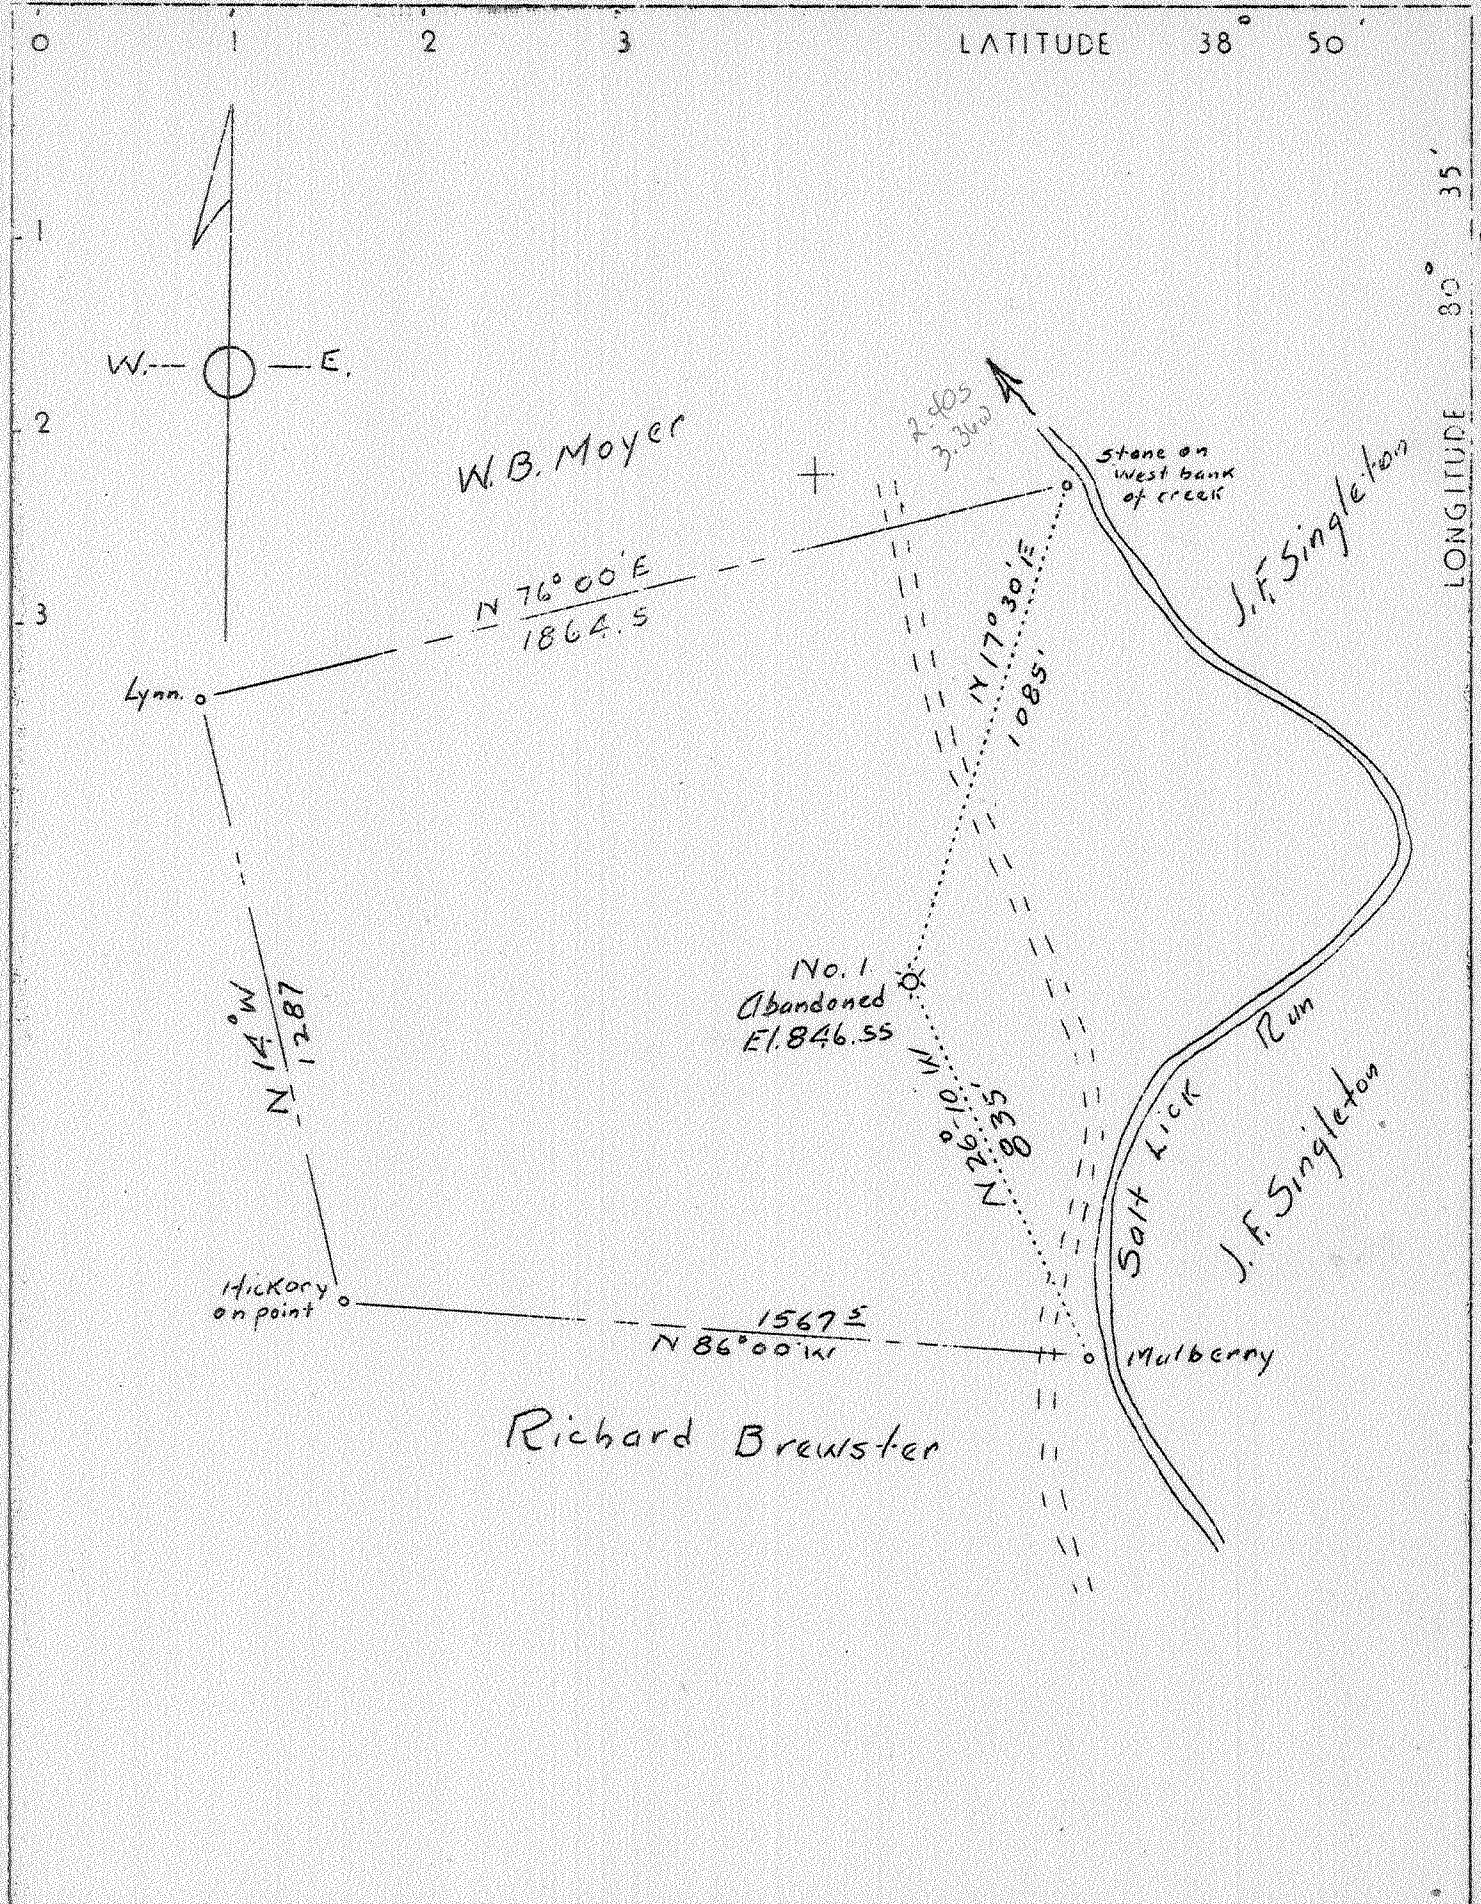 0 1 2 3 LATITUDE 38° 50'
LONGITUDE 80° 35'
1
2
3
W. E.
W. B. Moyer
2.40S
3.36W
Stone on
West bank
of creek
J. F. Singleton
N 76° 00' E
1864.5
N 17° 30' E
1085'
Lynn.
N 14° W
1287
No. 1
Abandoned
El. 846.55
N 26°-10 W
835'
Salt Lick Run
J. F. Singleton
Hickory
on point
1567 5
N 86° 00' W
Mulberry
Richard Brewster